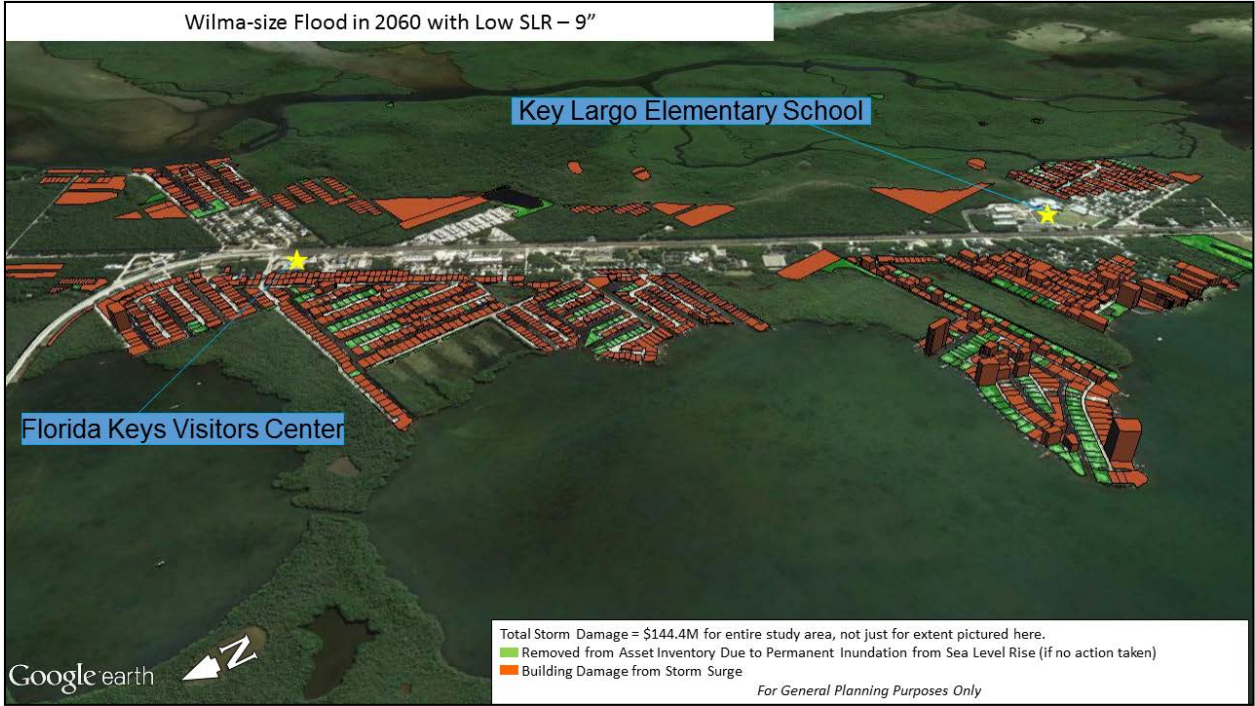 Wilma-size Flood in 2060 with Low SLR – 9”
Key Largo Elementary School
Florida Keys Visitors Center
N
Google earth
Total Storm Damage = $144.4M for entire study area, not just for extent pictured here.
Removed from Asset Inventory Due to Permanent Inundation from Sea Level Rise (if no action taken)
Building Damage from Storm Surge
For General Planning Purposes Only